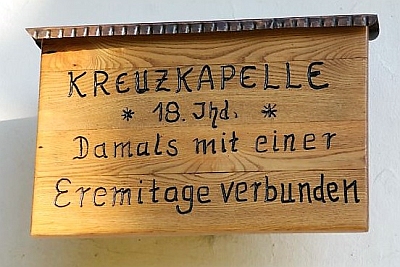 KREUZKAPELLE
* 18. Jhd. *
Damals mit einer
Eremitage verbunden